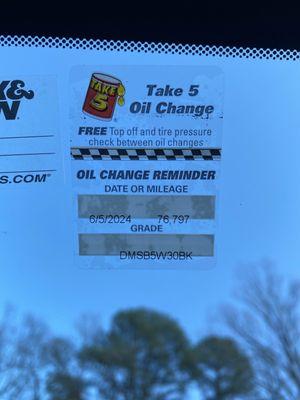 &
N
S.COM®
TAKE
5
Take 5
Oil Change
FREE Top off and tire pressure
check between oil changes
OIL CHANGE REMINDER
DATE OR MILEAGE
6/5/2024 76,797
GRADE
DMSB5W30BK